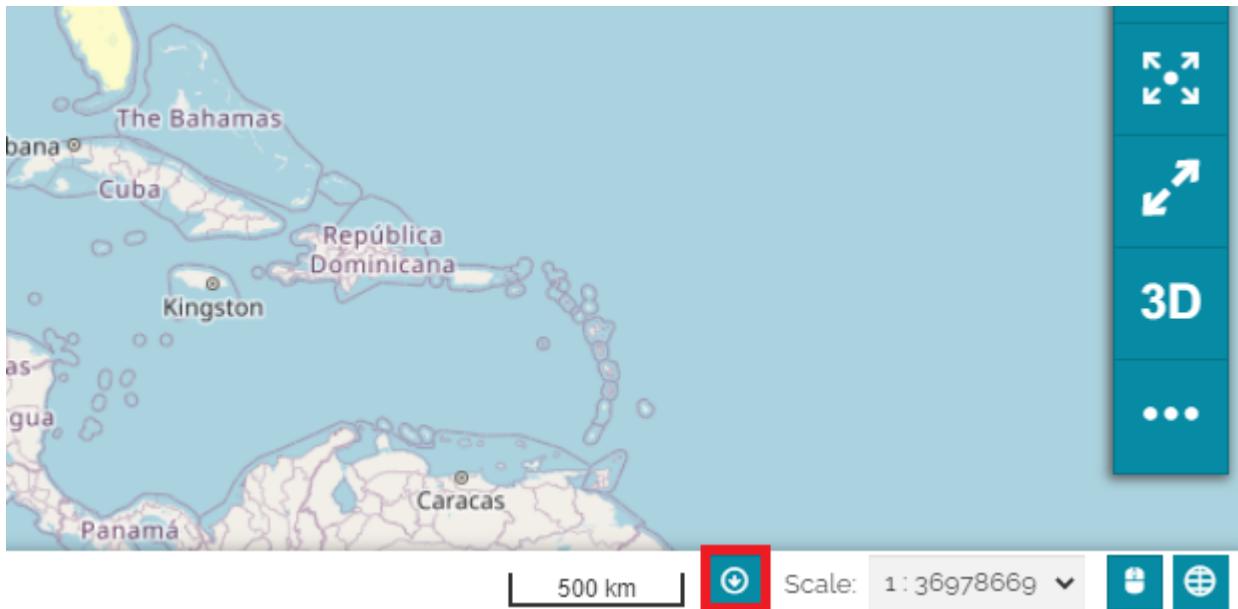 The Bahamas
bana
Cuba
República
Dominicana
Kingston
as
gua
Caracas
Panamá
3D
500 km
Scale:
1 : 36978669